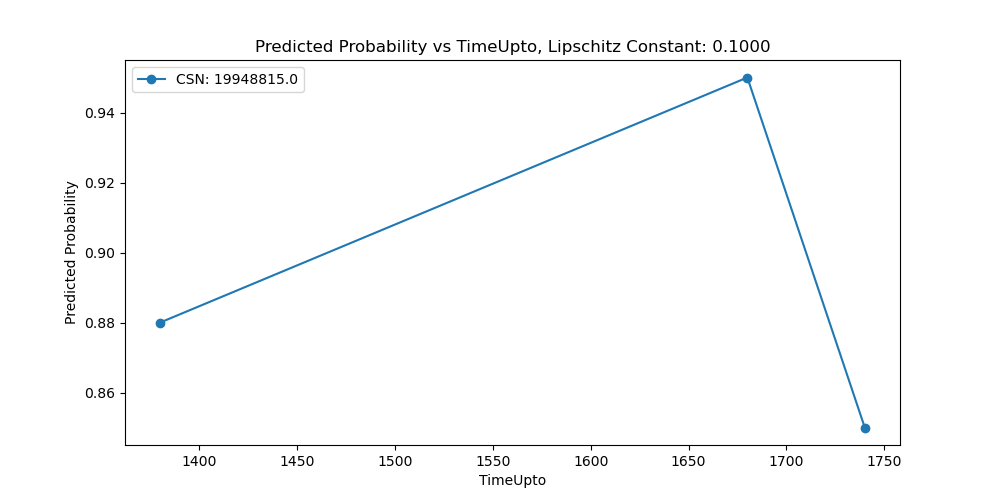 Predicted Probability vs TimeUpto, Lipschitz Constant: 0.1000
CSN: 19948815.0
Predicted Probability
0.94
0.92
0.90
0.88
0.86
1400 1450 1500 1550 1600 1650 1700 1750
TimeUpto